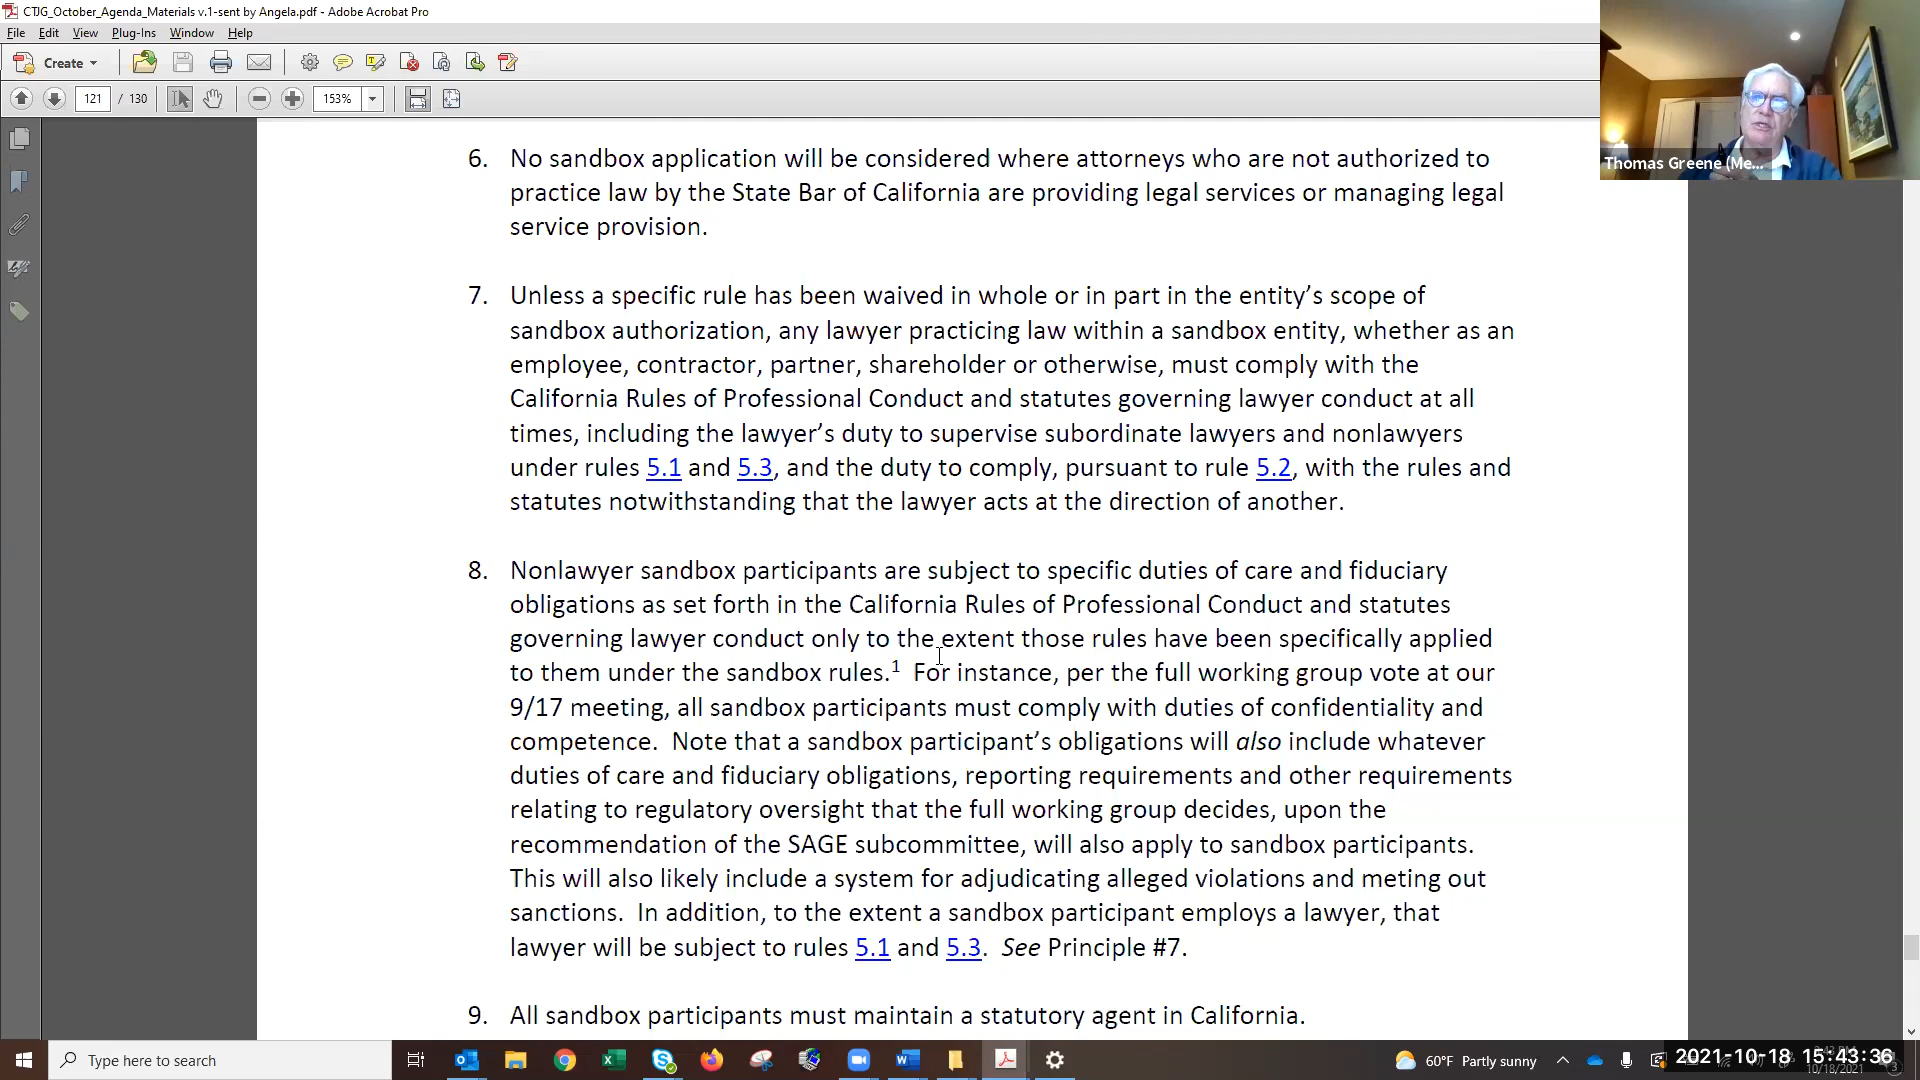 CTJG_October_Agenda_Materials v.1-sent by Angela.pdf - Adobe Acrobat Pro
File Edit View Plug-Ins Window Help
Create
121 / 130 153%
Thomas Greene (Me...
6. No sandbox application will be considered where attorneys who are not authorized to
practice law by the State Bar of California are providing legal services or managing legal
service provision.
7. Unless a specific rule has been waived in whole or in part in the entity’s scope of
sandbox authorization, any lawyer practicing law within a sandbox entity, whether as an
employee, contractor, partner, shareholder or otherwise, must comply with the
California Rules of Professional Conduct and statutes governing lawyer conduct at all
times, including the lawyer’s duty to supervise subordinate lawyers and nonlawyers
under rules 5.1 and 5.3, and the duty to comply, pursuant to rule 5.2, with the rules and
statutes notwithstanding that the lawyer acts at the direction of another.
8. Nonlawyer sandbox participants are subject to specific duties of care and fiduciary
obligations as set forth in the California Rules of Professional Conduct and statutes
governing lawyer conduct only to the extent those rules have been specifically applied
to them under the sandbox rules.1 For instance, per the full working group vote at our
9/17 meeting, all sandbox participants must comply with duties of confidentiality and
competence. Note that a sandbox participant’s obligations will also include whatever
duties of care and fiduciary obligations, reporting requirements and other requirements
relating to regulatory oversight that the full working group decides, upon the
recommendation of the SAGE subcommittee, will also apply to sandbox participants.
This will also likely include a system for adjudicating alleged violations and meting out
sanctions. In addition, to the extent a sandbox participant employs a lawyer, that
lawyer will be subject to rules 5.1 and 5.3. See Principle #7.
9. All sandbox participants must maintain a statutory agent in California.
Type here to search
60°F Partly sunny
2021-10-18 15:43:36
10/18/2021